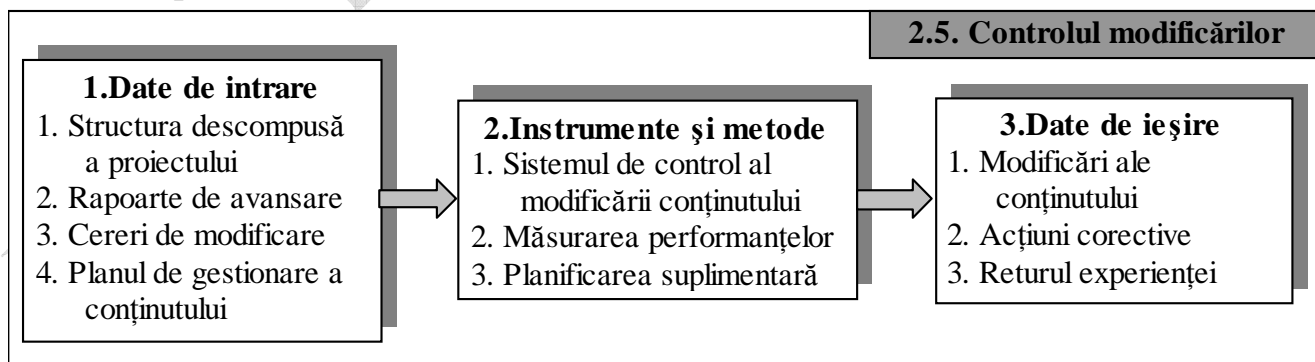 2.5. Controlul modificărilor
1.Date de intrare
1. Structura descompusă
a proiectului
2. Rapoarte de avansare
3. Cereri de modificare
4. Planul de gestionare a
conținutului
2.Instrumente şi metode
1. Sistemul de control al
modificării conținutului
2. Măsurarea performanțelor
3. Planificarea suplimentară
3.Date de ieşire
1. Modificări ale
conținutului
2. Acțiuni corective
3. Returul experienței